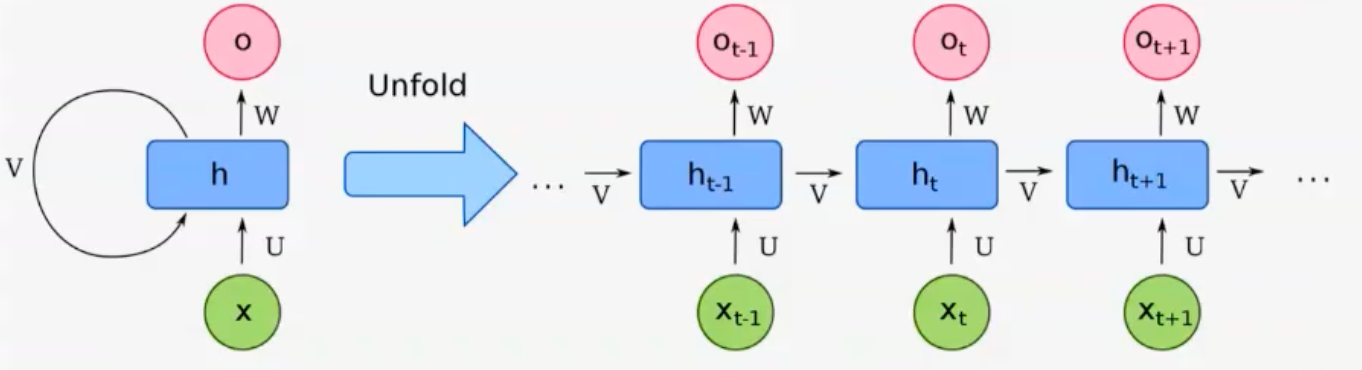 o o_{t-1} o_t o_{t+1}
Unfold
W W W W
V h ... V h_{t-1} V h_t V h_{t+1} V ...
U U U U
x x_{t-1} x_t x_{t+1}